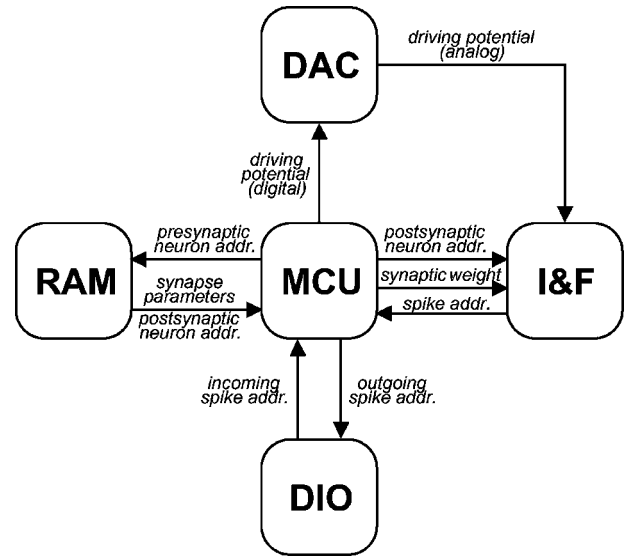 DAC
driving potential
(analog)
driving
potential
(digital)
presynaptic
neuron addr.
postsynaptic
neuron addr.
RAM
synapse
parameters
postsynaptic
neuron addr.
MCU
synaptic weight
spike addr.
I&F
incoming
spike addr.
outgoing
spike addr.
DIO